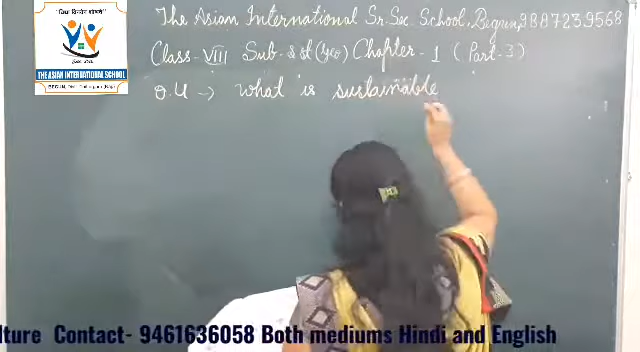 The Asian International Sr. Sec. School, Begun, 9887239568
Class-VIII Sub. S.St (Geo) Chapter-1 (Part-3)
Q.4 → What is sustainable
THE ASIAN INTERNATIONAL SCHOOL
lture Contact- 9461636058 Both mediums Hindi and English